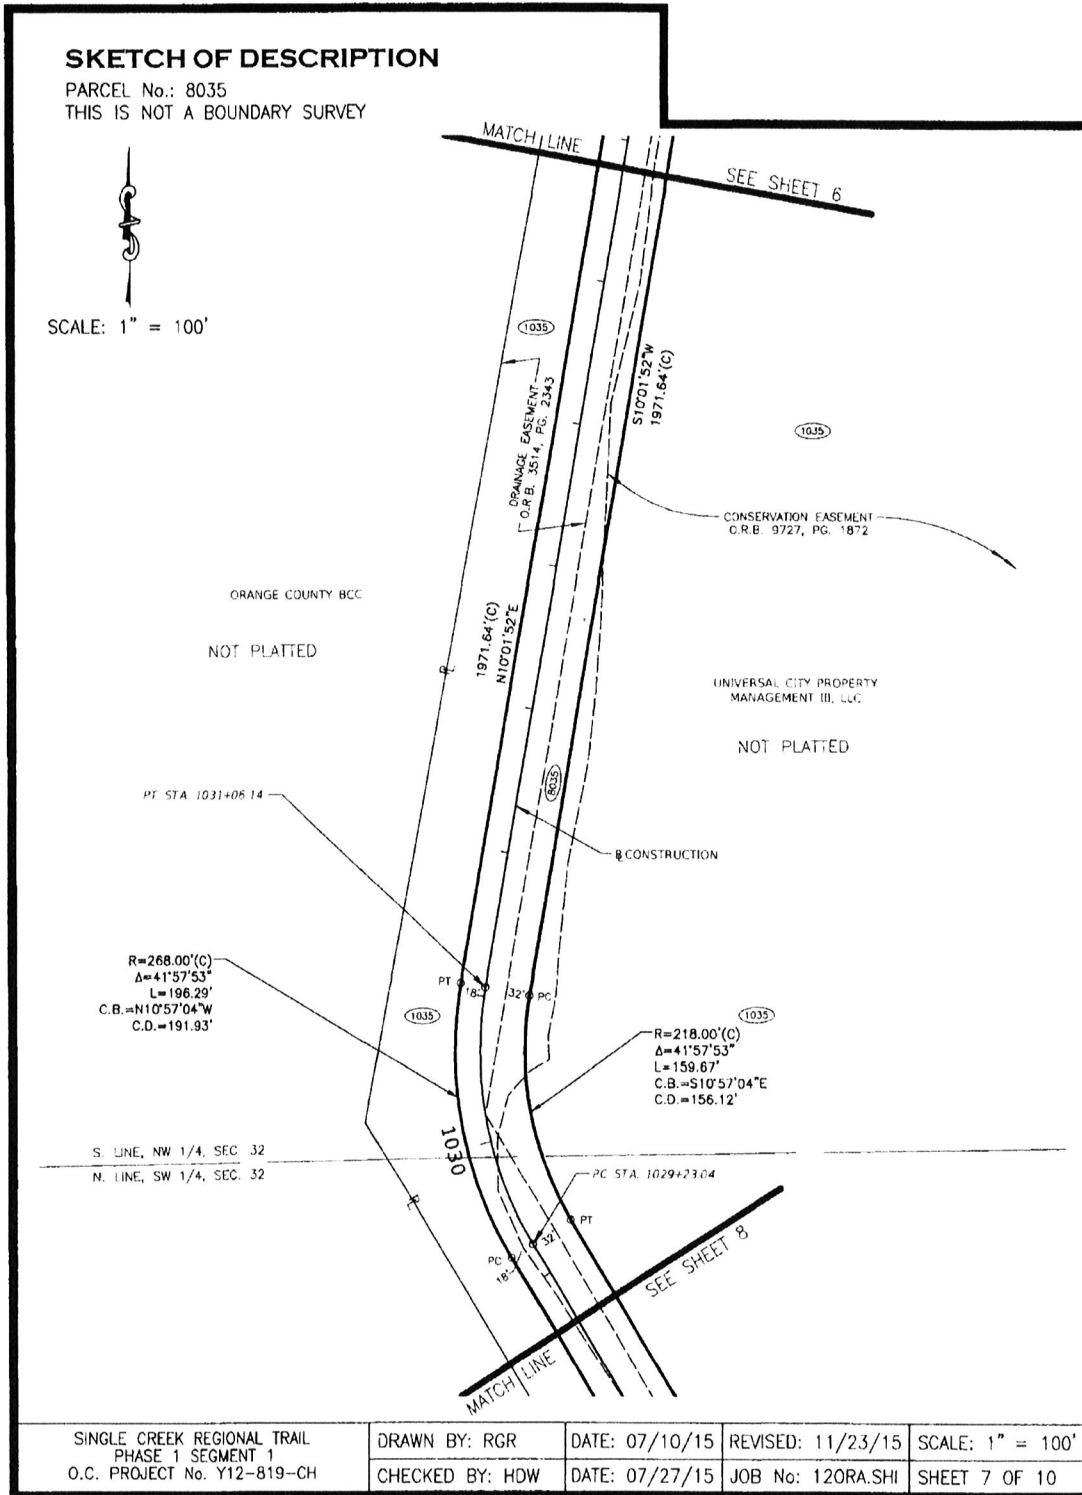 SKETCH OF DESCRIPTION
PARCEL No.: 8035
THIS IS NOT A BOUNDARY SURVEY
SCALE: 1" = 100'
MATCH LINE
SEE SHEET 6
1035
DRAINAGE EASEMENT
O.R.B. 3514, PG. 2343
S10°01'52"W
1971.64'(C)
1035
CONSERVATION EASEMENT
O.R.B. 9727, PG. 1872
ORANGE COUNTY BCC
NOT PLATTED
1971.64'(C)
N10°01'52"E
PL
UNIVERSAL CITY PROPERTY
MANAGEMENT III, LLC
NOT PLATTED
8035
PT STA. 1031+06.14
BL CONSTRUCTION
R=268.00'(C)
Δ=41°57'53"
L=196.29'
C.B.=N10°57'04"W
C.D.=191.93'
PT
18'
32'
PC
1035
1035
R=218.00'(C)
Δ=41°57'53"
L=159.67'
C.B.=S10°57'04"E
C.D.=156.12'
1030
S. LINE, NW 1/4, SEC 32
N. LINE, SW 1/4, SEC. 32
PC STA. 1029+23.04
PL
PT
PC
32'
18'
SEE SHEET 8
MATCH LINE
SINGLE CREEK REGIONAL TRAIL
PHASE 1 SEGMENT 1
O.C. PROJECT No. Y12-819-CH
DRAWN BY: RGR
DATE: 07/10/15
REVISED: 11/23/15
SCALE: 1" = 100'
CHECKED BY: HDW
DATE: 07/27/15
JOB No: 120RA.SHI
SHEET 7 OF 10